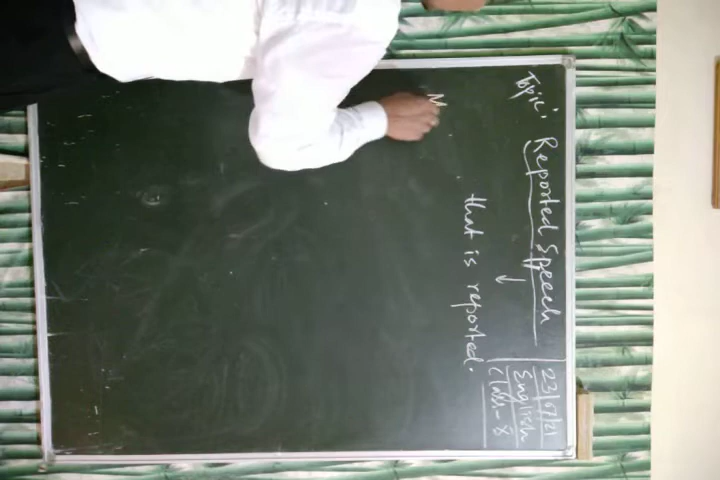 23/07/21
English
Class-8
Topic: Reported Speech
↓
that is reported.
M